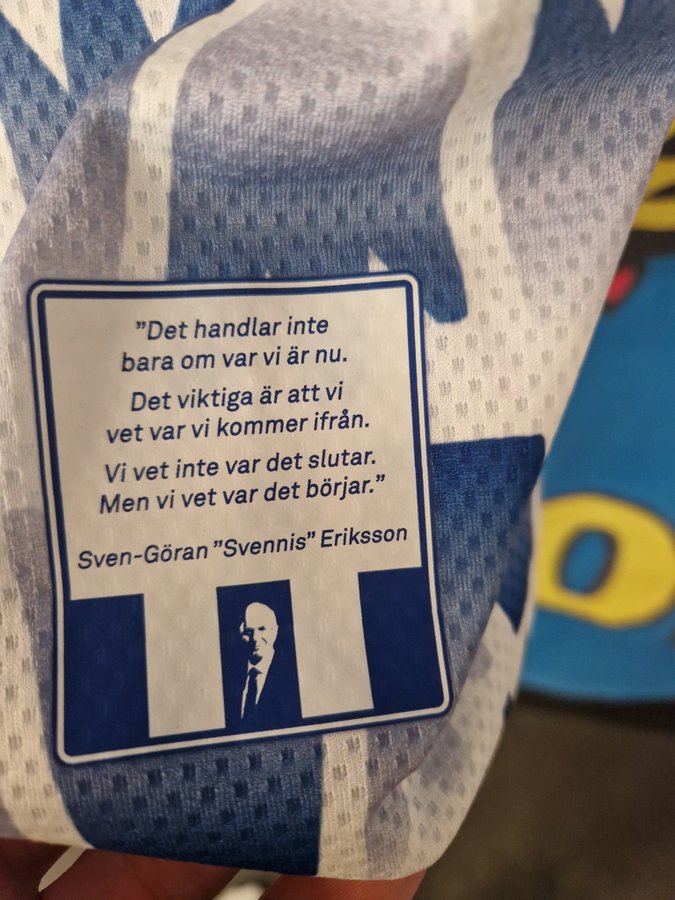 ”Det handlar inte
bara om var vi är nu.
Det viktiga är att vi
vet var vi kommer ifrån.
Vi vet inte var det slutar.
Men vi vet var det börjar.”
Sven-Göran ”Svennis” Eriksson